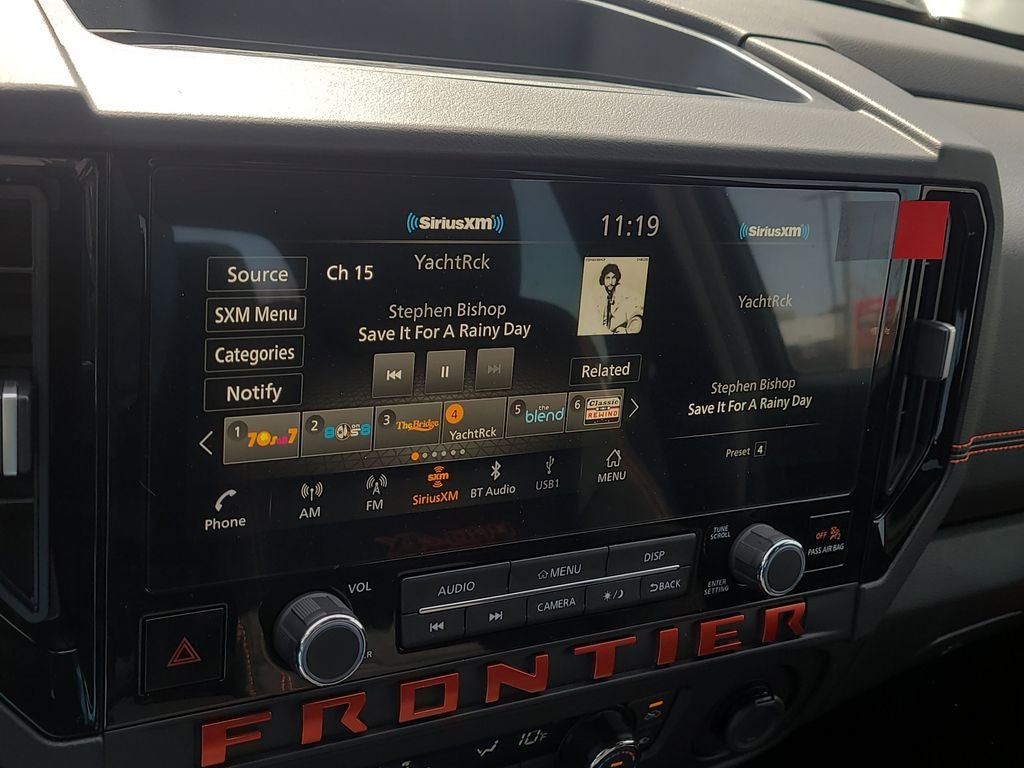 SiriusXM
11:19
SiriusXM
Source
Ch 15
YachtRck
YachtRck
SXM Menu
Stephen Bishop
Save It For A Rainy Day
Categories
Related
Notify
Stephen Bishop
Save It For A Rainy Day
1 70s on 7
2 80s on 8
3 The Bridge
4 YachtRck
5 the blend
6 Classic REWIND
Preset 4
Phone
AM
FM
sxm
SiriusXM
BT Audio
USB1
MENU
VOL
AUDIO
MENU
DISP
CAMERA
BACK
TUNE
SCROLL
ENTER
SETTING
OFF
PASS AIR BAG
FRONTIER